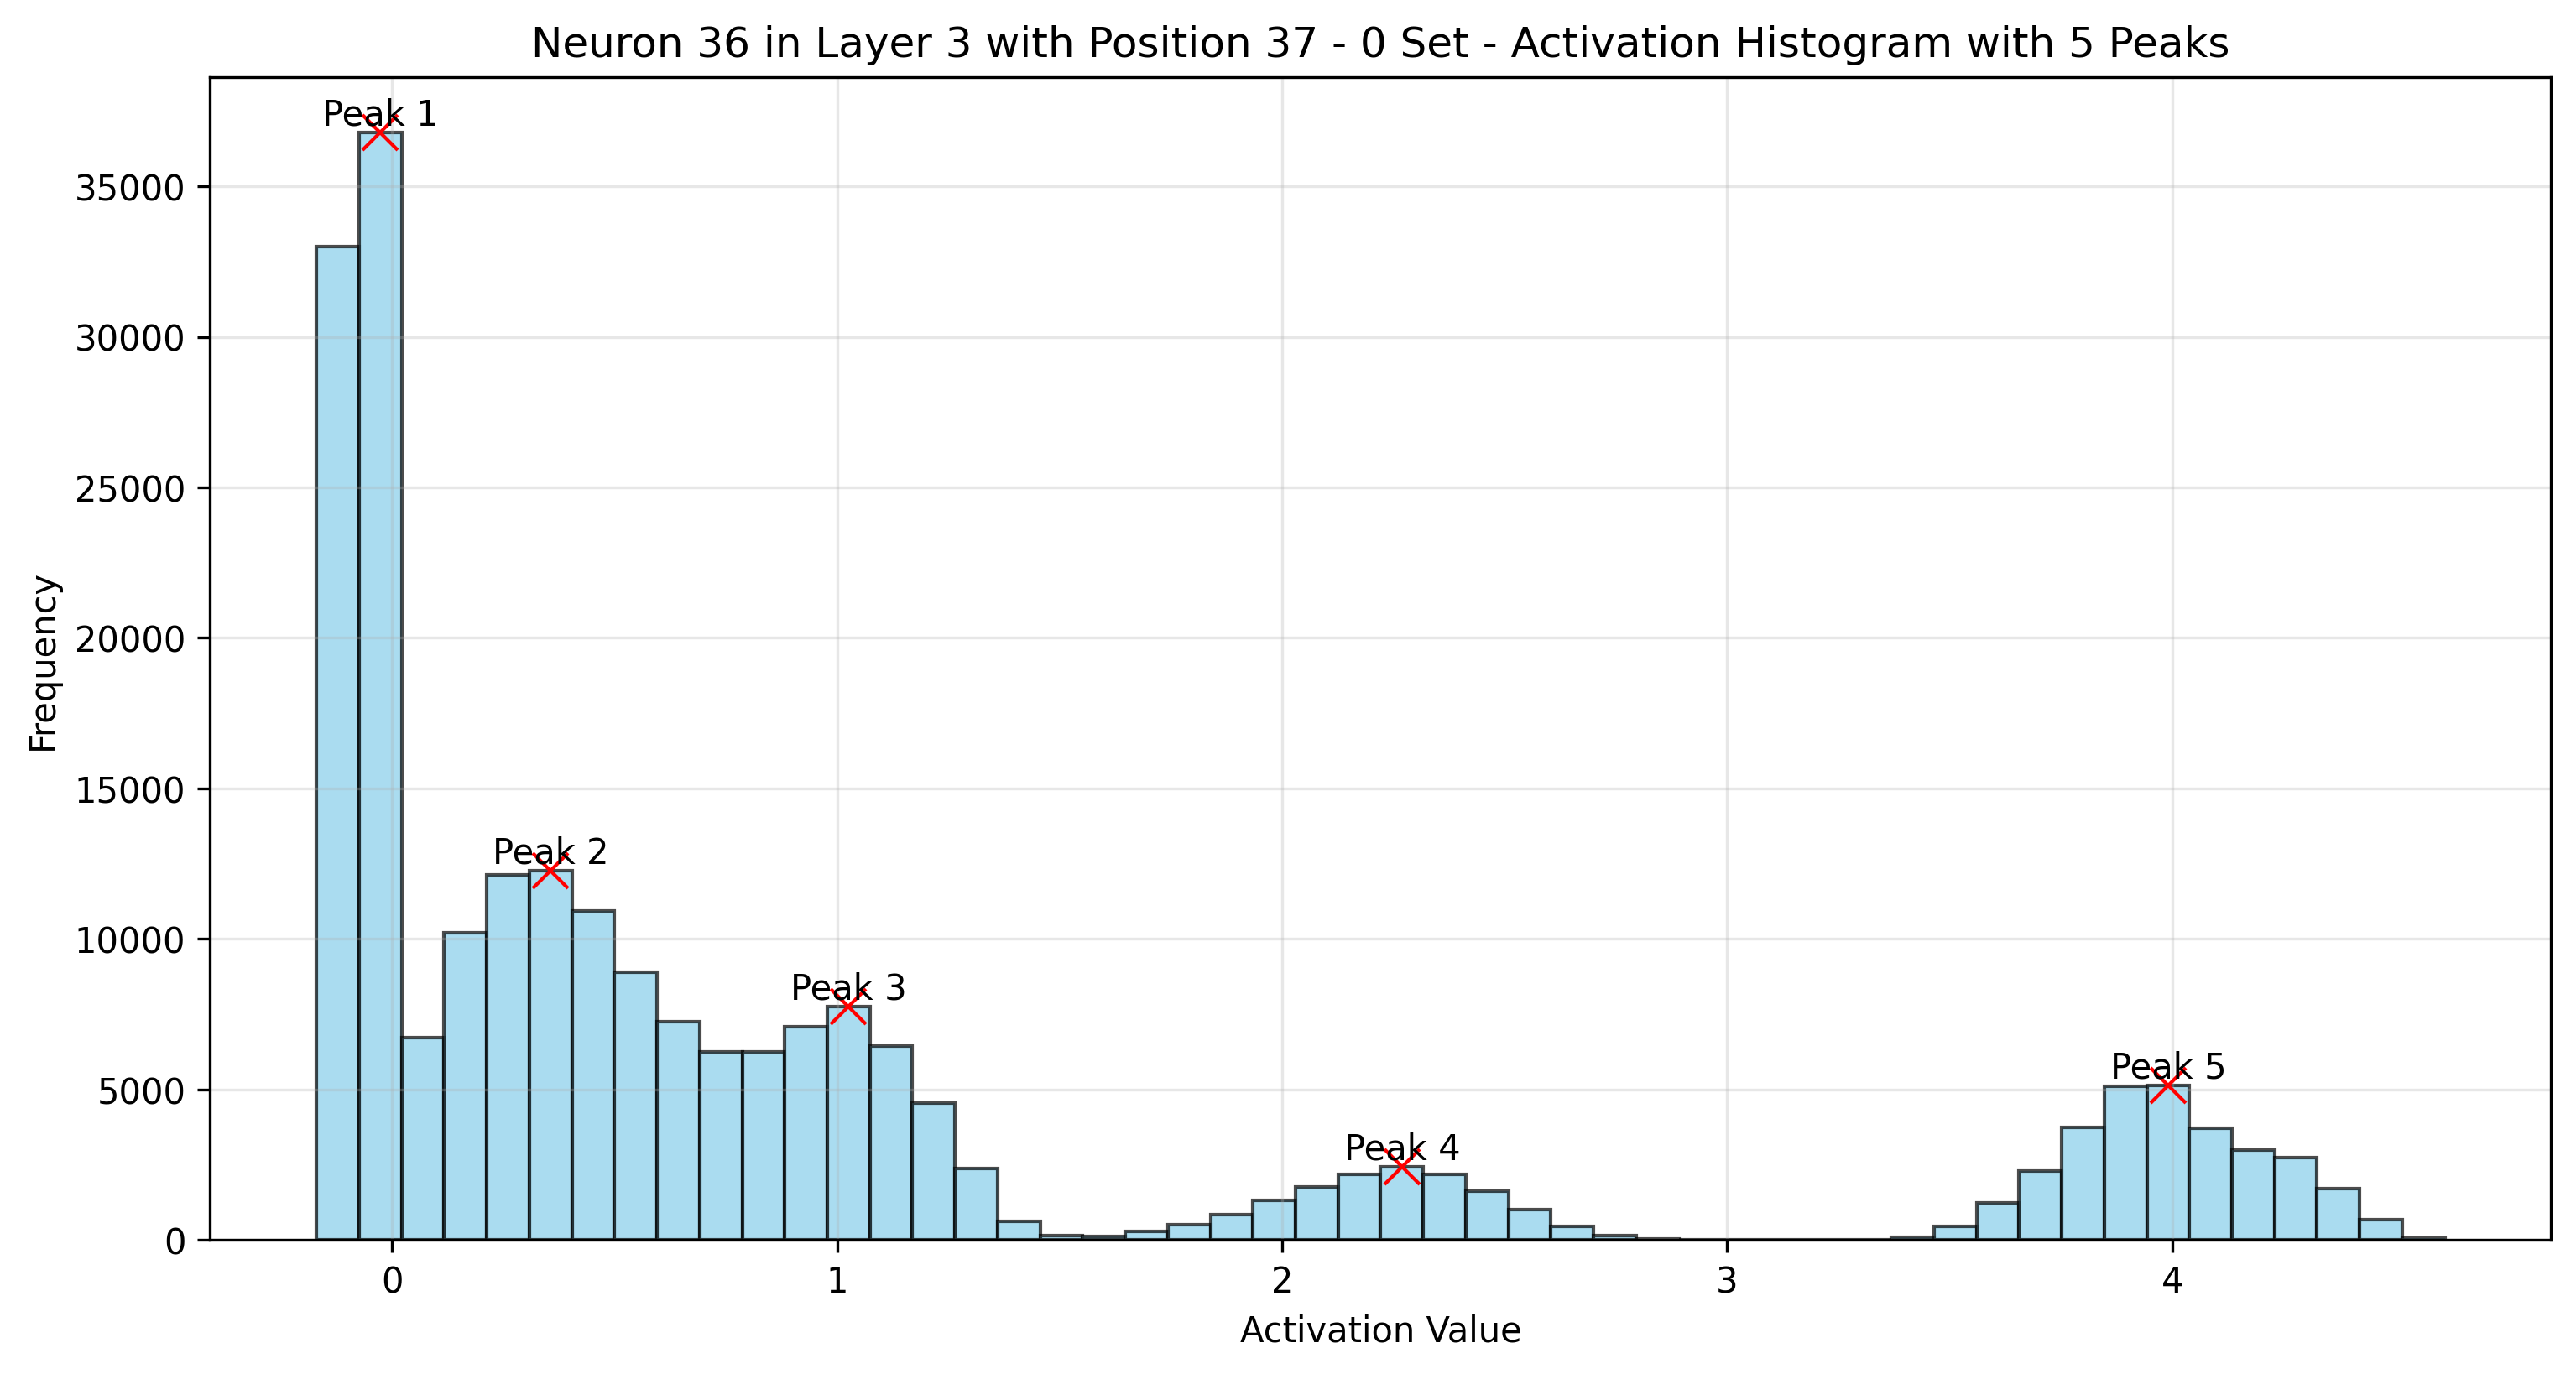 Neuron 36 in Layer 3 with Position 37 - 0 Set - Activation Histogram with 5 Peaks
Peak 1
35000
30000
25000
20000
15000
10000
5000
0
Frequency
Peak 2
Peak 3
Peak 4
Peak 5
0
1
2
3
4
Activation Value